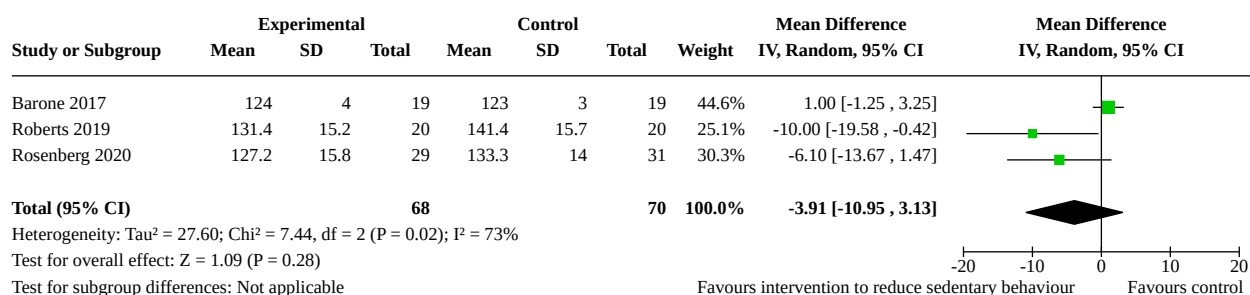 Experimental Control Mean Difference Mean Difference
Study or Subgroup Mean SD Total Mean SD Total Weight IV, Random, 95% CI IV, Random, 95% CI
Barone 2017 124 4 19 123 3 19 44.6% 1.00 [-1.25 , 3.25]
Roberts 2019 131.4 15.2 20 141.4 15.7 20 25.1% -10.00 [-19.58 , -0.42]
Rosenberg 2020 127.2 15.8 29 133.3 14 31 30.3% -6.10 [-13.67 , 1.47]
Total (95% CI) 68 70 100.0% -3.91 [-10.95 , 3.13]
Heterogeneity: Tau² = 27.60; Chi² = 7.44, df = 2 (P = 0.02); I² = 73%
Test for overall effect: Z = 1.09 (P = 0.28) -20 -10 0 10 20
Test for subgroup differences: Not applicable Favours intervention to reduce sedentary behaviour Favours control